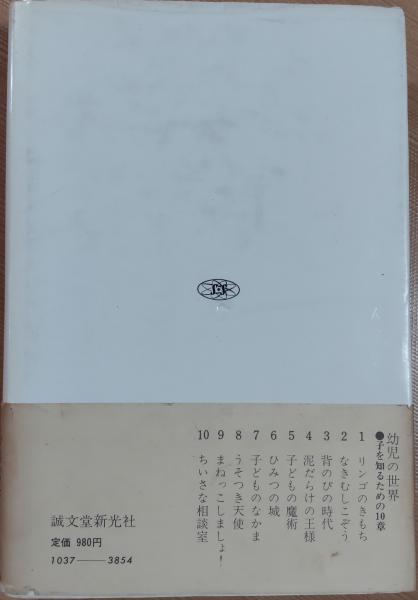 幼児の世界
●子を知るための10章
1 リンゴのきもち
2 なきむしこぞう
3 背のびの時代
4 泥だらけの王様
5 子どもの魔術
6 ひみつの城
7 子どものなかま
8 うそつき天使
9 まねっこしましょ!
10 ちいさな相談室
誠文堂新光社
定価 980円
1037——3854